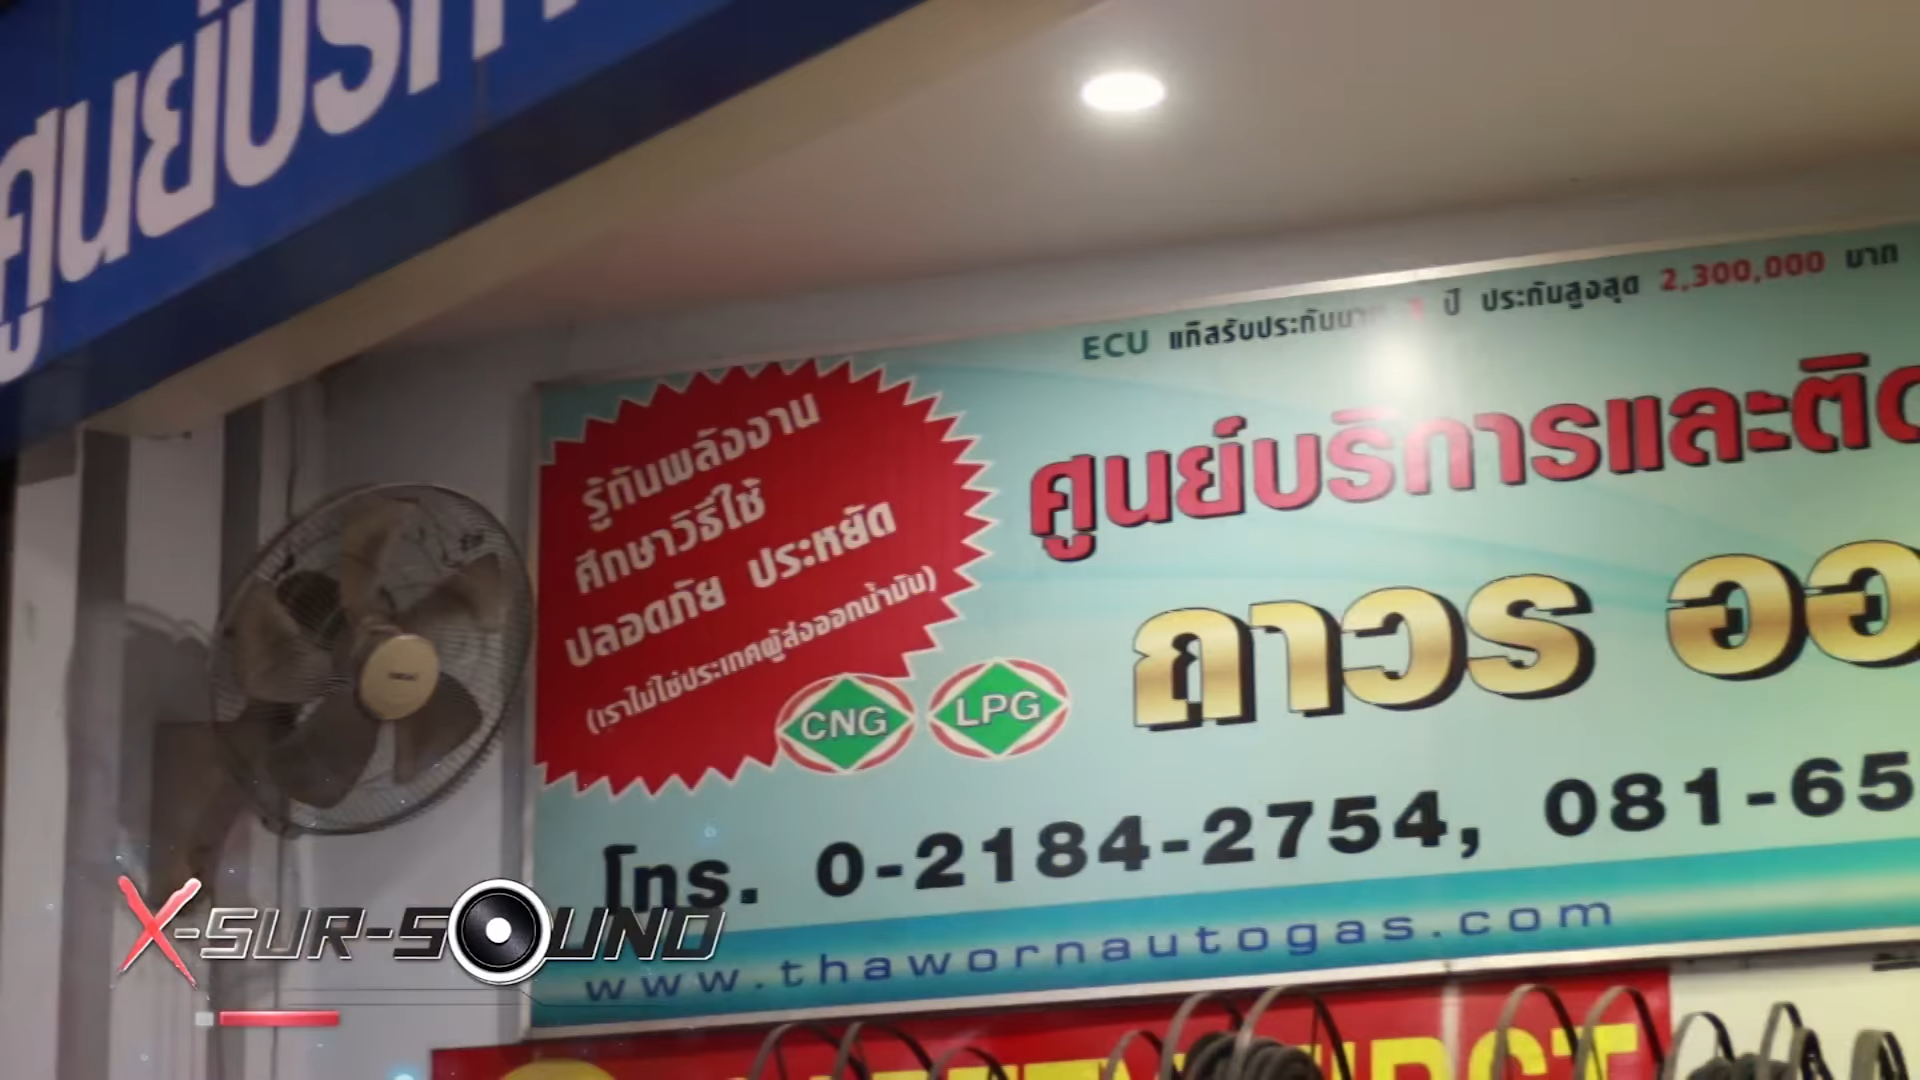 ศูนย์บริก
ECU แก๊สรับประกันนาน ปี ประกันสูงสุด 2,300,000 บาท
รู้ทันพลังงาน
ศึกษาวิธีใช้
ปลอดภัย ประหยัด
(เราไม่ใช่ประเทศผู้ส่งออกน้ำมัน)
CNG LPG
ศูนย์บริการและติด
ถาวร ออ
โทร. 0-2184-2754, 081-65
www.thawornautogas.com
X-SUR-SOUND
SAFETY FIRST